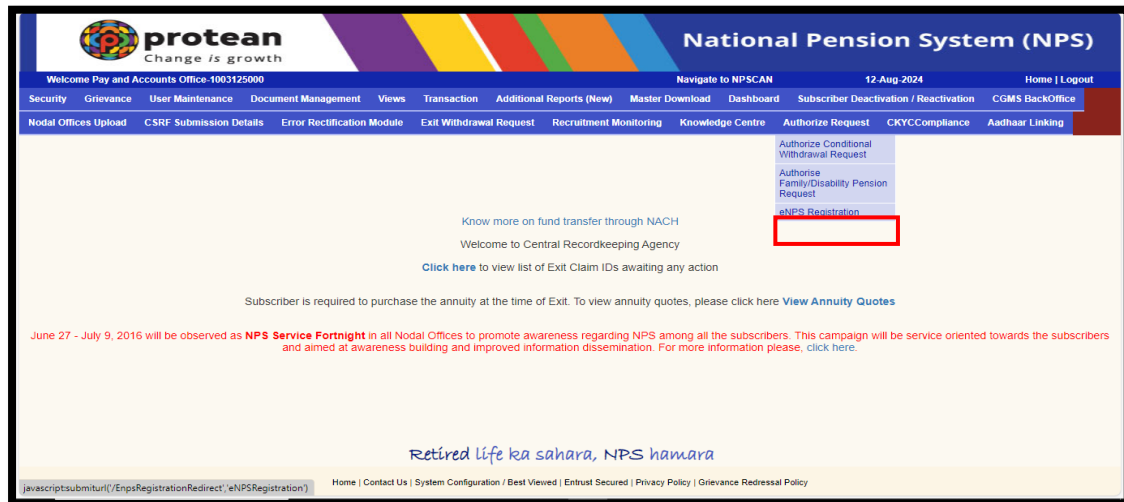 protean
Change is growth
National Pension System (NPS)
Welcome Pay and Accounts Office-1003125000 Navigate to NPSCAN 12-Aug-2024 Home | Logout
Security Grievance User Maintenance Document Management Views Transaction Additional Reports (New) Master Download Dashboard Subscriber Deactivation / Reactivation CGMS BackOffice
Nodal Offices Upload CSRF Submission Details Error Rectification Module Exit Withdrawal Request Recruitment Monitoring Knowledge Centre Authorize Request CKYCCompliance Aadhaar Linking
Authorize Conditional
Withdrawal Request
Authorise
Family/Disability Pension
Request
eNPS Registration
Know more on fund transfer through NACH
Welcome to Central Recordkeeping Agency
Click here to view list of Exit Claim IDs awaiting any action
Subscriber is required to purchase the annuity at the time of Exit. To view annuity quotes, please click here View Annuity Quotes
June 27 - July 9, 2016 will be observed as NPS Service Fortnight in all Nodal Offices to promote awareness regarding NPS among all the subscribers. This campaign will be service oriented towards the subscribers
and aimed at awareness building and improved information dissemination. For more information please, click here.
Retired life ka sahara, NPS hamara
javascript:submiturl('/EnpsRegistrationRedirect','eNPSRegistration')
Home | Contact Us | System Configuration / Best Viewed | Entrust Secured | Privacy Policy | Grievance Redressal Policy